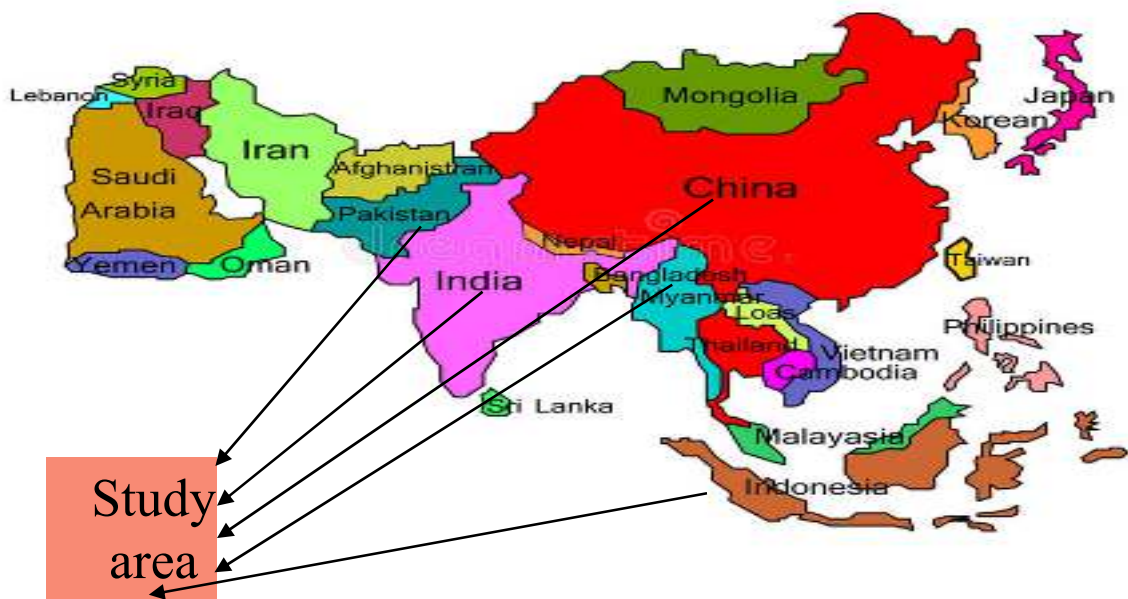 Syria
Lebanon
Iraq
Iran
Saudi
Arabia
Yemen
Oman
Afghanistran
Pakistan
India
Nepal
Bangladesh
Myanmar
Sri Lanka
China
Mongolia
Korean
Japan
Taiwan
Loas
Thailand
Vietnam
Cambodia
Philippines
Malayasia
Indonesia
Study
area